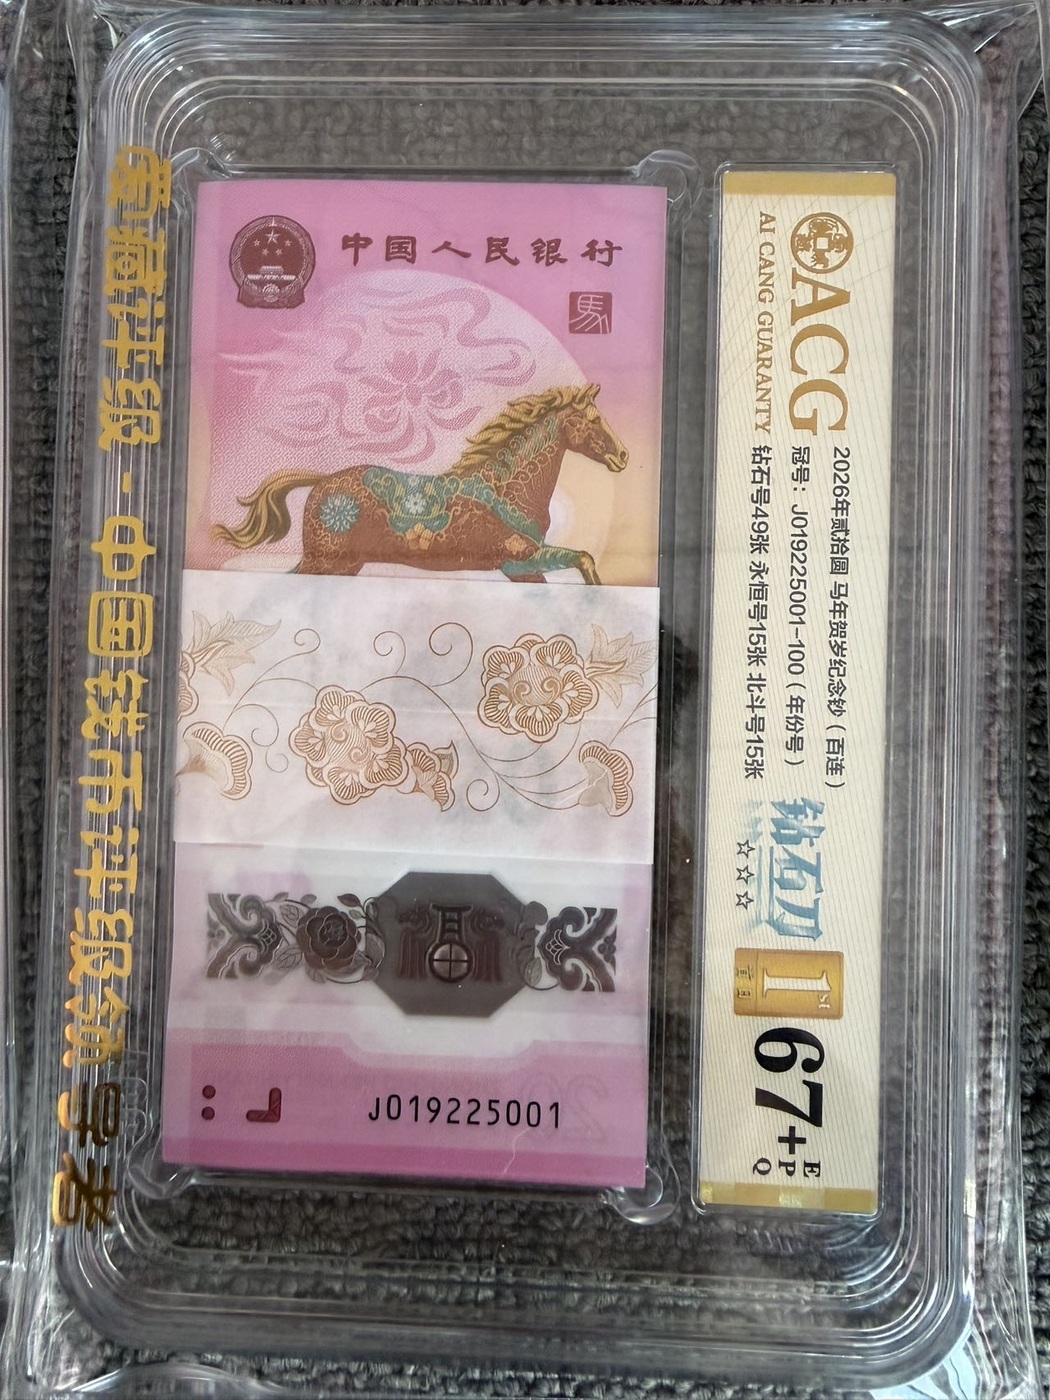 中国人民银行
馬
J019225001
ACG
AI CANG GUARANTY
2026年贰拾圆 马年贺岁纪念钞（百连）
冠号：J019225001-100（年份号）
钻石号49张 永恒号15张 北斗号15张
钻石刀
☆☆☆
1st
首日
67+
EPQ
爱藏评级-中国钱币评级领导者
20